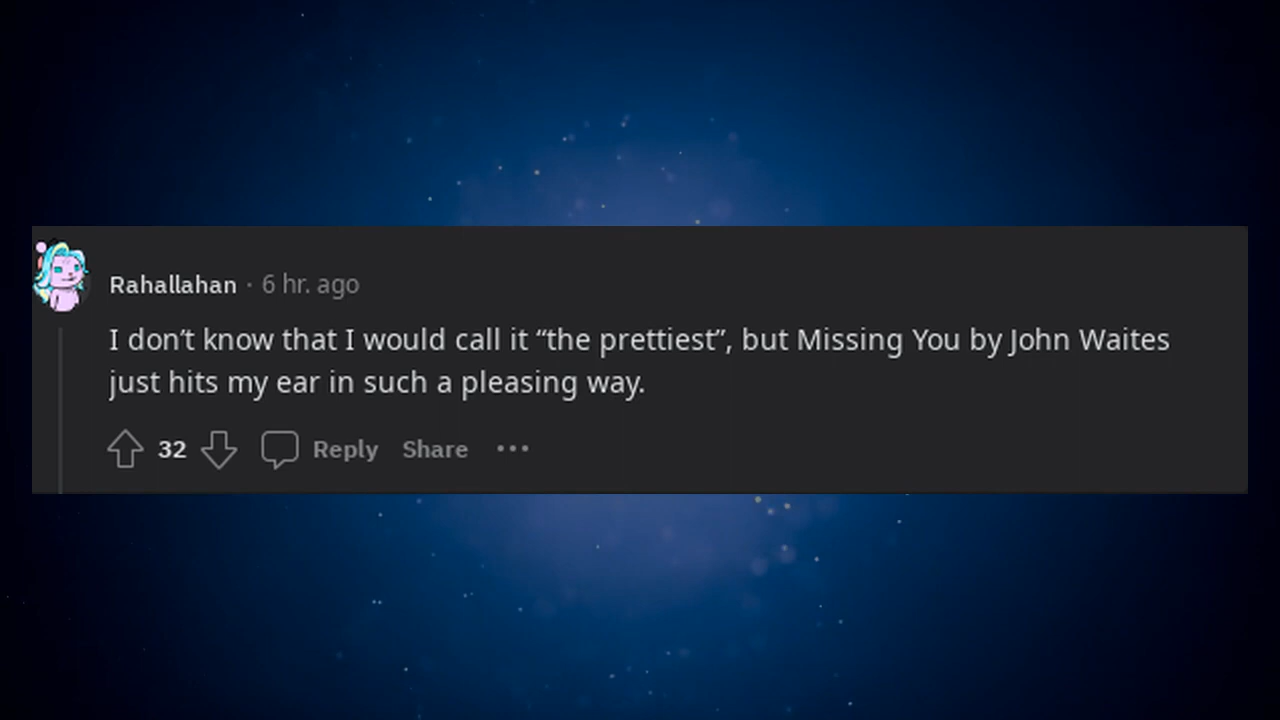 Rahallahan · 6 hr. ago
I don’t know that I would call it “the prettiest”, but Missing You by John Waites
just hits my ear in such a pleasing way.
32 Reply Share •••